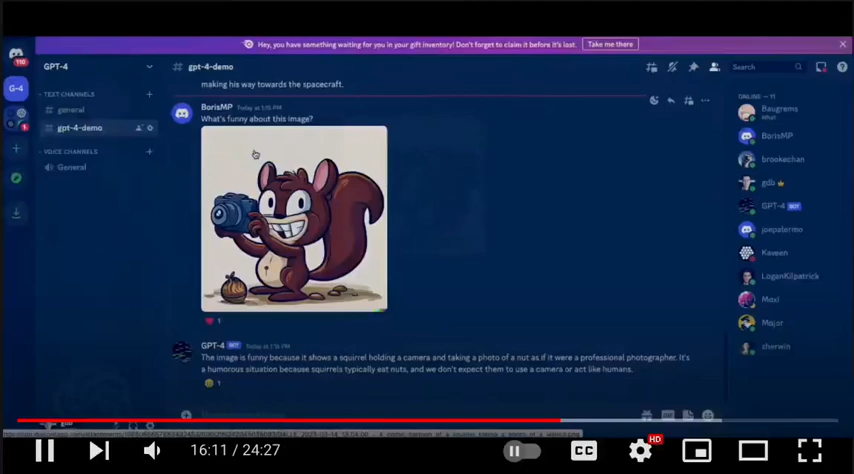 Hey, you have something waiting for you in your gift inventory! Don't forget to claim it before it's last.
Take me there
110
GPT-4
gpt-4-demo
Search
G-4
TEXT CHANNELS
general
gpt-4-demo
VOICE CHANNELS
General
1
making his way towards the spacecraft.
BorisMP Today at 1:15 PM
What's funny about this image?
1
GPT-4 BOT Today at 1:16 PM
The image is funny because it shows a squirrel holding a camera and taking a photo of a nut as if it were a professional photographer. It's
a humorous situation because squirrels typically eat nuts, and we don't expect them to use a camera or act like humans.
1
ONLINE — 11
Baugrems
What
BorisMP
brookechan
gdb
GPT-4 BOT
joepalermo
Kaveen
LoganKilpatrick
Maxi
Major
sherwin
gdb
16:11 / 24:27
CC
HD